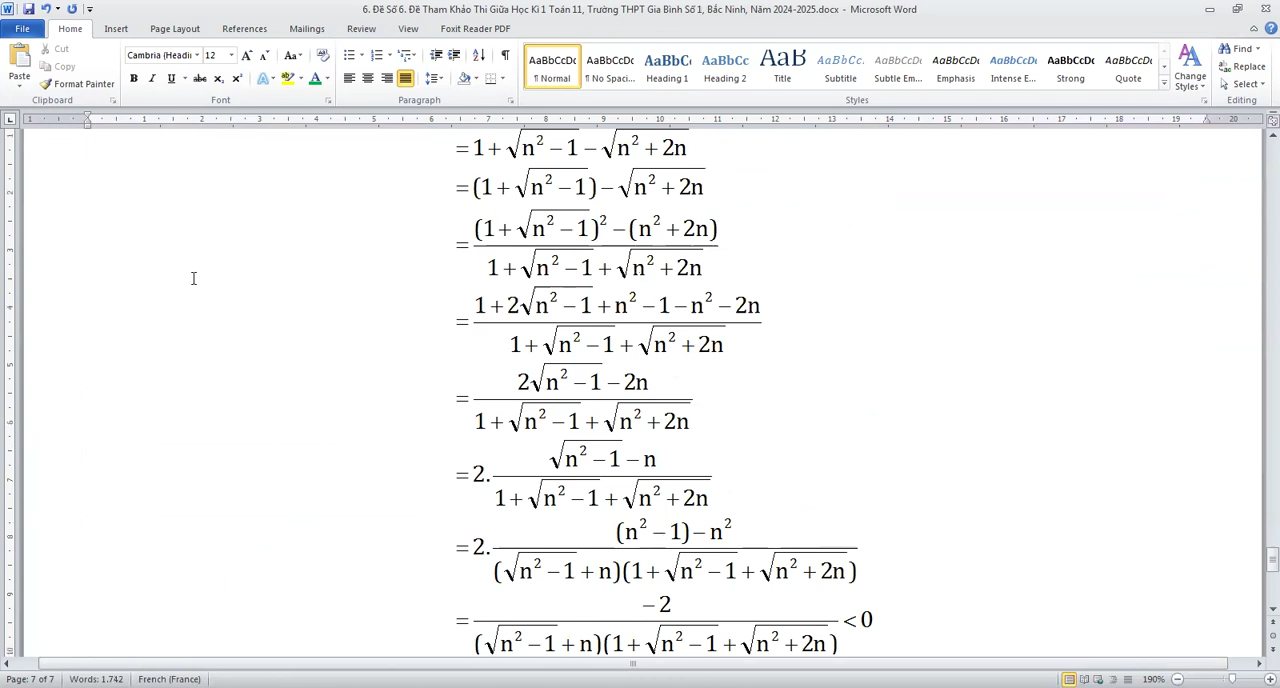 6. Đề Số 6. Đề Tham Khảo Thi Giữa Học Kì 1 Toán 11, Trường THPT Gia Bình Số 1, Bắc Ninh, Năm 2024-2025.docx - Microsoft Word
File Home Insert Page Layout References Mailings Review View Foxit Reader PDF
Paste
Cut
Copy
Format Painter
Clipboard
Cambria (Headi 12
Font
Paragraph
AaBbCcDc AaBbCcDc AaBbC AaBbCc AaB AaBbCcL AaBbCcDc AaBbCcDc AaBbCcDc AaBbCcDc AaBbCcDc
¶ Normal ¶ No Spaci... Heading 1 Heading 2 Title Subtitle Subtle Em... Emphasis Intense E... Strong Quote
Styles
Change Styles
Find
Replace
Select
Editing
= 1 + √(n² − 1) − √(n² + 2n)
= (1 + √(n² − 1)) − √(n² + 2n)
= ((1 + √(n² − 1))² − (n² + 2n)) / (1 + √(n² − 1) + √(n² + 2n))
= (1 + 2√(n² − 1) + n² − 1 − n² − 2n) / (1 + √(n² − 1) + √(n² + 2n))
= (2√(n² − 1) − 2n) / (1 + √(n² − 1) + √(n² + 2n))
= 2. (√(n² − 1) − n) / (1 + √(n² − 1) + √(n² + 2n))
= 2. ((n² − 1) − n²) / ((√(n² − 1) + n)(1 + √(n² − 1) + √(n² + 2n)))
= −2 / ((√(n² − 1) + n)(1 + √(n² − 1) + √(n² + 2n))) < 0
Page: 7 of 7 Words: 1.742 French (France) 190%